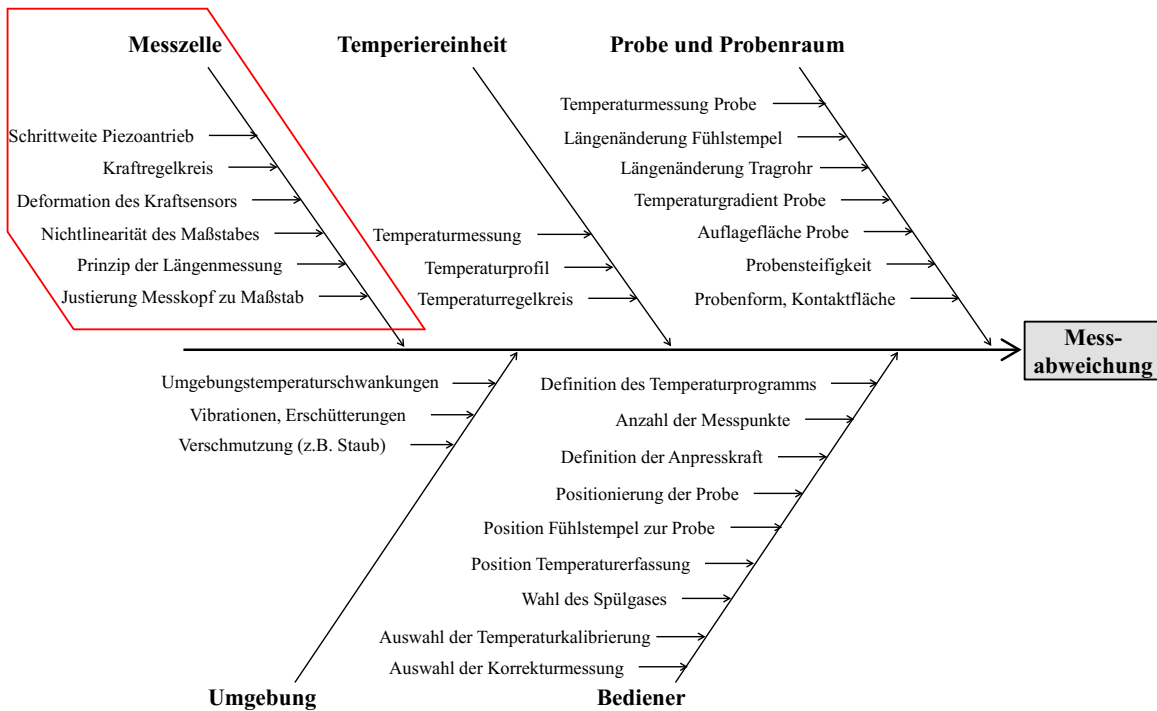 Messzelle
Schrittweite Piezoantrieb
Kraftregelkreis
Deformation des Kraftsensors
Nichtlinearität des Maßstabes
Prinzip der Längenmessung
Justierung Messkopf zu Maßstab
Temperiereinheit
Temperaturmessung
Temperaturprofil
Temperaturregelkreis
Probe und Probenraum
Temperaturmessung Probe
Längenänderung Fühlstempel
Längenänderung Tragrohr
Temperaturgradient Probe
Auflagefläche Probe
Probensteifigkeit
Probenform, Kontaktfläche
Mess-
abweichung
Umgebungstemperaturschwankungen
Vibrationen, Erschütterungen
Verschmutzung (z.B. Staub)
Umgebung
Definition des Temperaturprogramms
Anzahl der Messpunkte
Definition der Anpresskraft
Positionierung der Probe
Position Fühlstempel zur Probe
Position Temperaturerfassung
Wahl des Spülgases
Auswahl der Temperaturkalibrierung
Auswahl der Korrekturmessung
Bediener